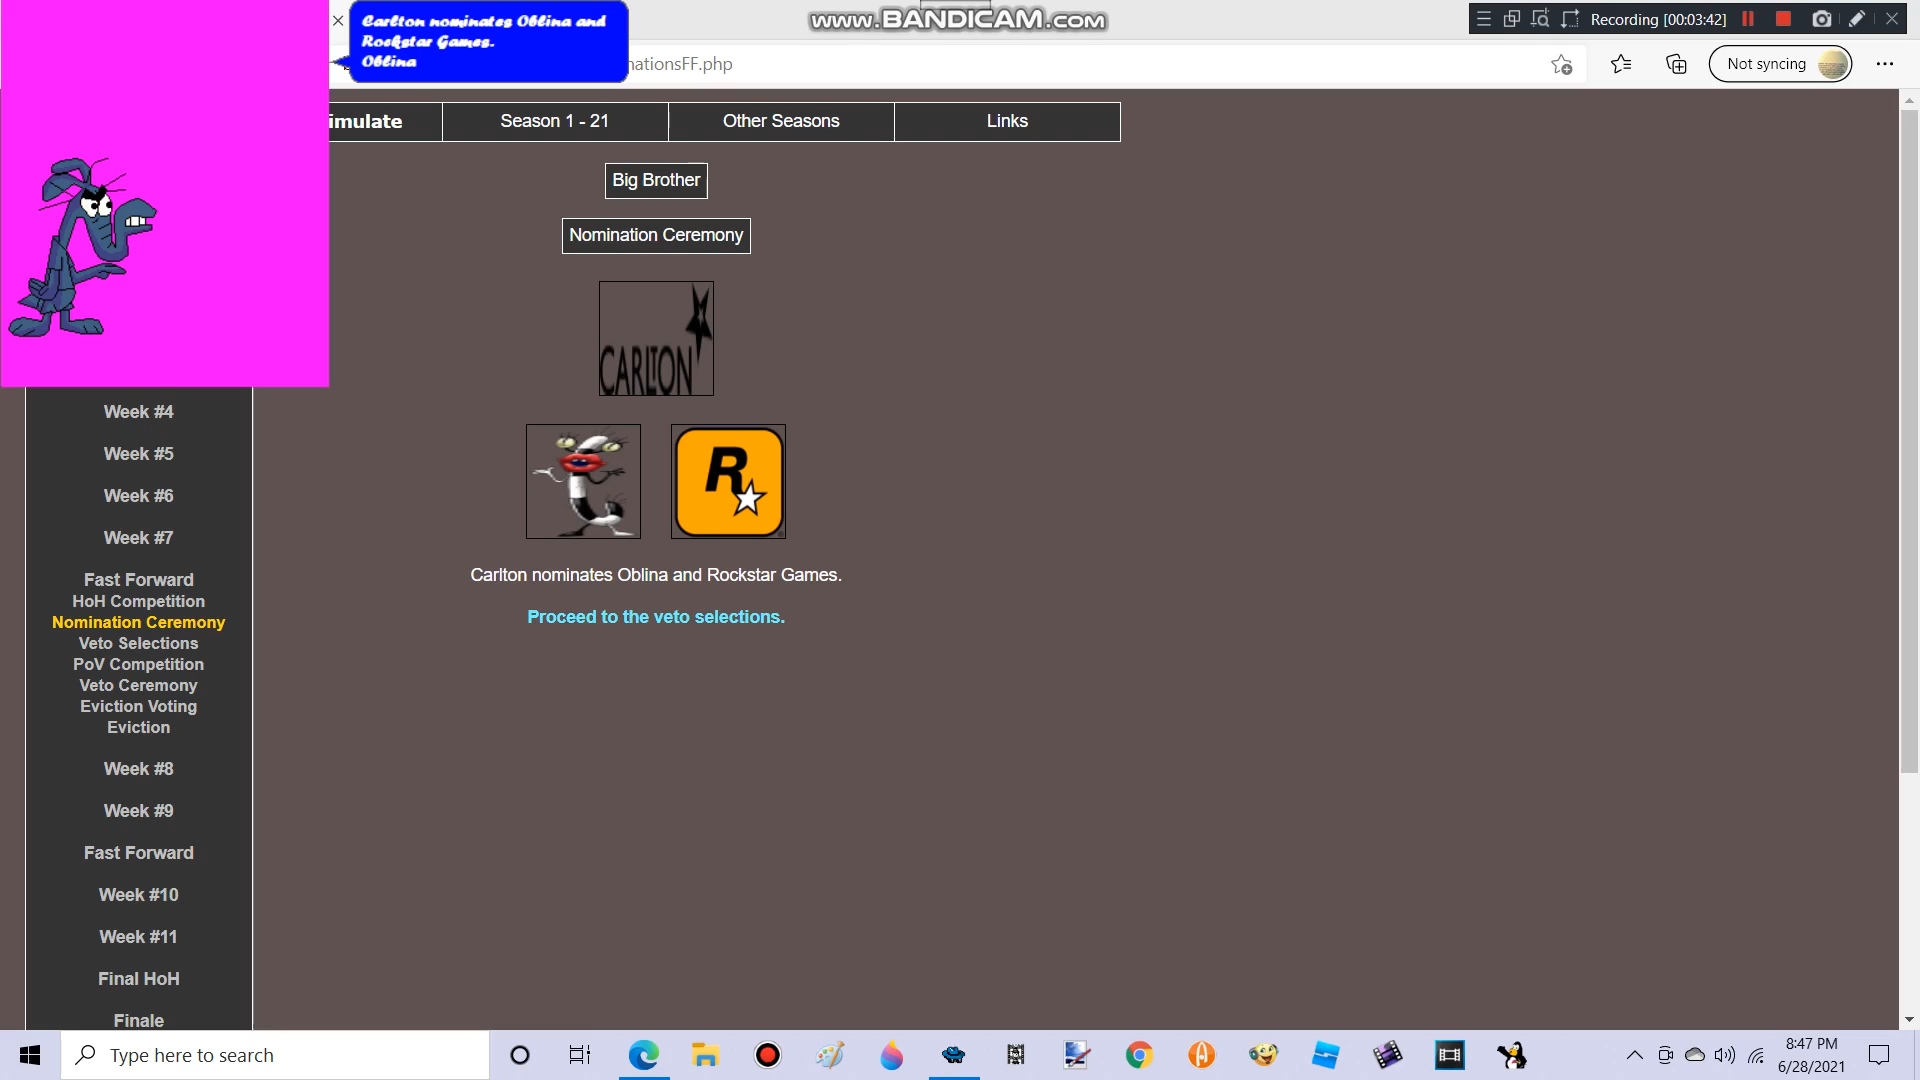 Carlton nominates Oblina and
Rockstar Games.
Oblina
www.BANDICAM.com
Recording [00:03:42]
nationsFF.php
Not syncing
imulate
Season 1 - 21
Other Seasons
Links
Big Brother
Nomination Ceremony
CARLTON
R
Carlton nominates Oblina and Rockstar Games.
Proceed to the veto selections.
Week #4
Week #5
Week #6
Week #7
Fast Forward
HoH Competition
Nomination Ceremony
Veto Selections
PoV Competition
Veto Ceremony
Eviction Voting
Eviction
Week #8
Week #9
Fast Forward
Week #10
Week #11
Final HoH
Finale
Type here to search
8:47 PM
6/28/2021